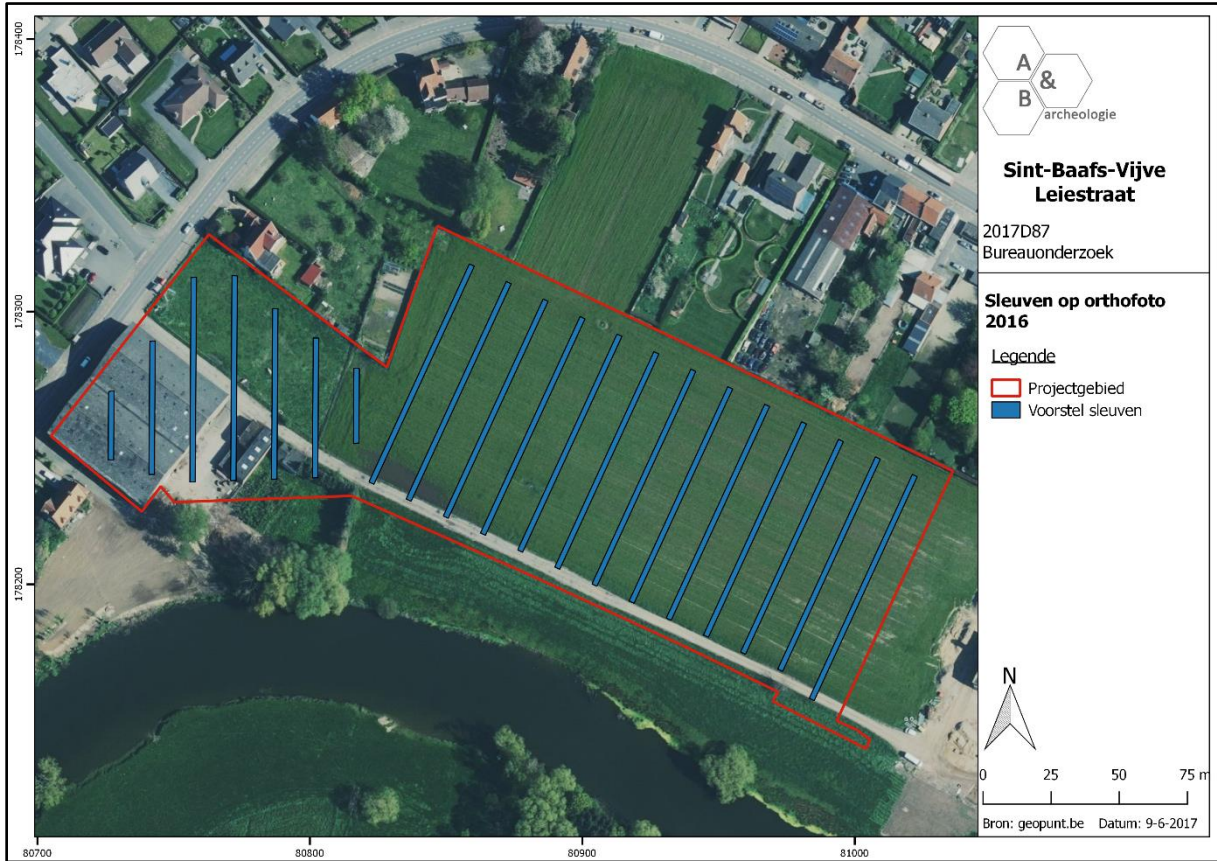 178400
178300
178200
80700
80800
80900
81000
A
&
B
archeologie
Sint-Baafs-Vijve
Leiestraat
2017D87
Bureauonderzoek
Sleuven op orthofoto
2016
Legende
Projectgebied
Voorstel sleuven
N
0 25 50 75 m
Bron: geopunt.be Datum: 9-6-2017